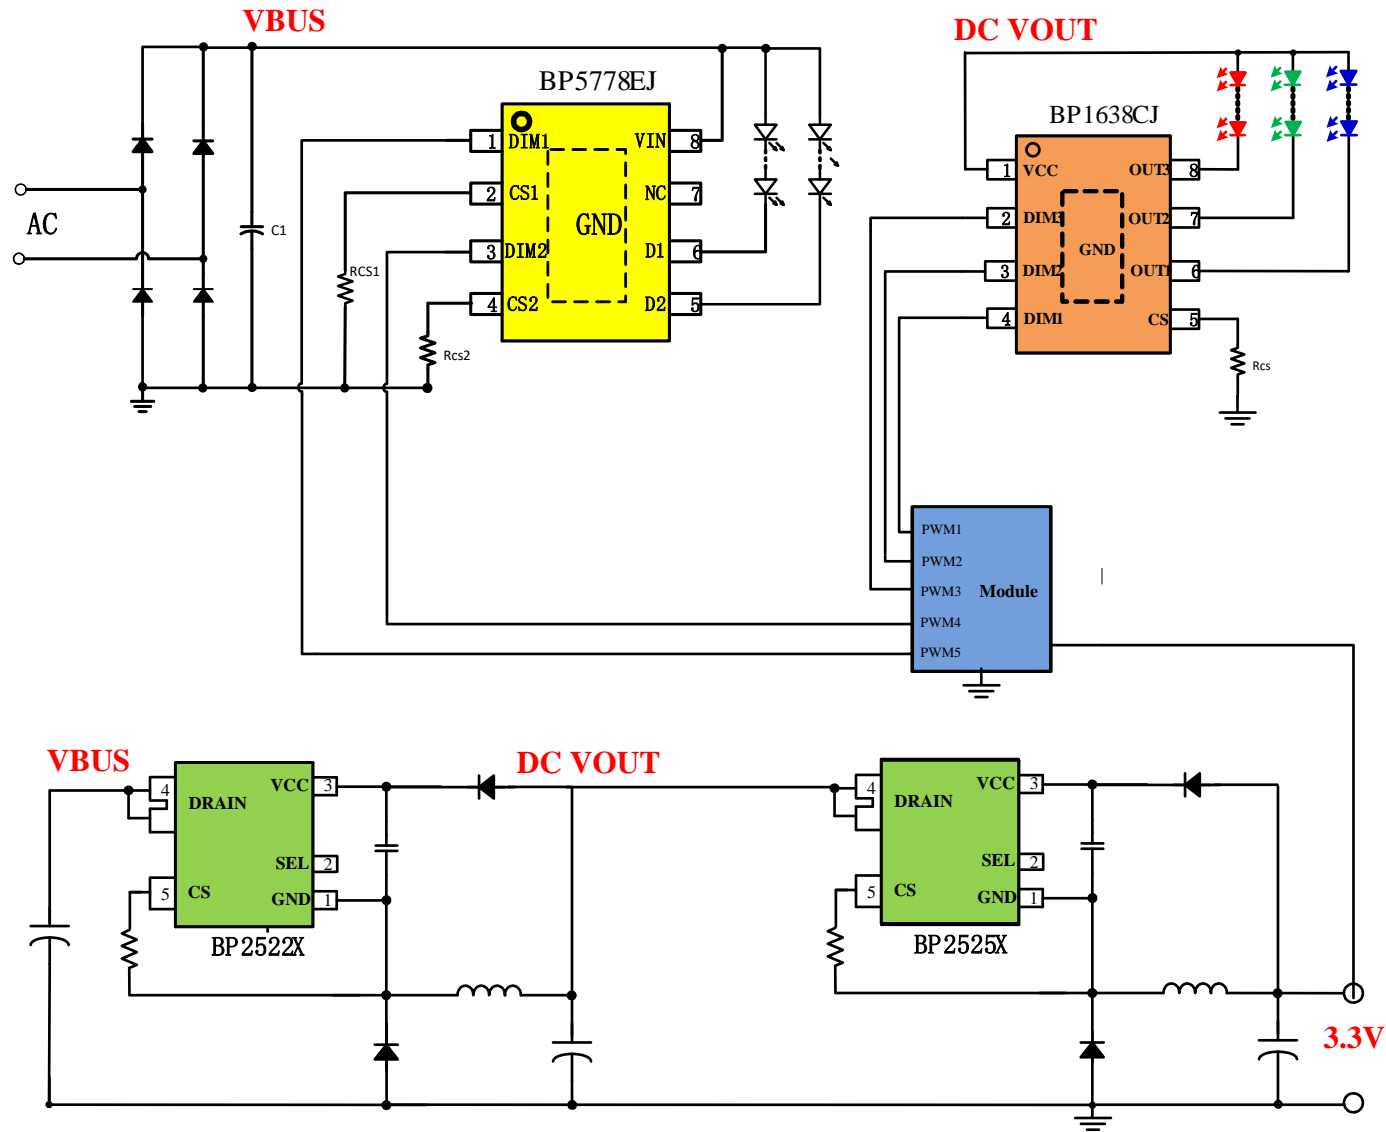 VBUS
DC VOUT
BP5778EJ
BP1638CJ
1 DIM1
VIN 8
2 CS1
NC 7
GND
3 DIM2
D1 6
4 CS2
D2 5
AC
C1
RCS1
Rcs2
1 VCC
OUT3 8
2 DIM3
OUT2 7
GND
3 DIM2
OUT1 6
4 DIM1
CS 5
Rcs
PWM1
PWM2
PWM3
Module
PWM4
PWM5
VBUS
DC VOUT
4 DRAIN
VCC 3
SEL 2
5 CS
GND 1
BP2522X
4 DRAIN
VCC 3
SEL 2
5 CS
GND 1
BP2525X
3.3V